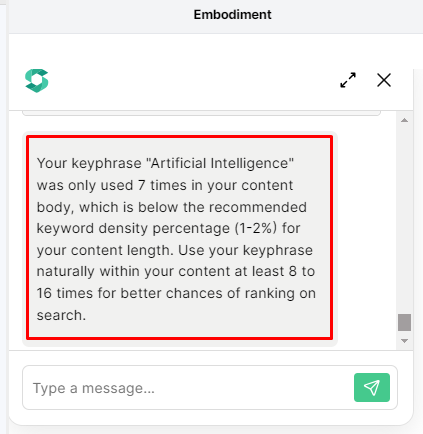 Embodiment
Your keyphrase "Artificial Intelligence"
was only used 7 times in your content
body, which is below the recommended
keyword density percentage (1-2%) for
your content length. Use your keyphrase
naturally within your content at least 8 to
16 times for better chances of ranking on
search.
Type a message...